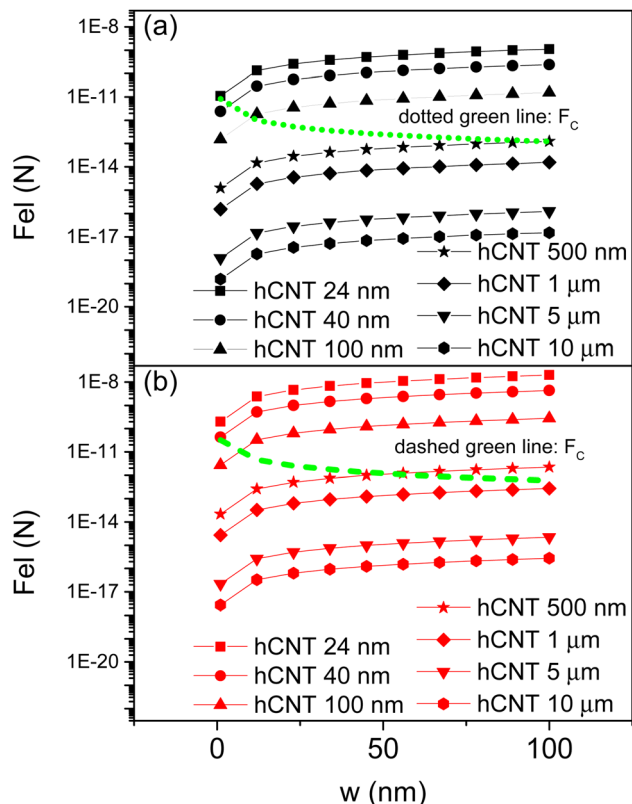 (a)
1E-8
1E-11
1E-14
1E-17
1E-20
Fel (N)
dotted green line: FC
hCNT 500 nm
hCNT 24 nm
hCNT 1 μm
hCNT 40 nm
hCNT 5 μm
hCNT 100 nm
hCNT 10 μm
(b)
1E-8
1E-11
1E-14
1E-17
1E-20
Fel (N)
dashed green line: FC
hCNT 500 nm
hCNT 24 nm
hCNT 1 μm
hCNT 40 nm
hCNT 5 μm
hCNT 100 nm
hCNT 10 μm
0
50
100
w (nm)